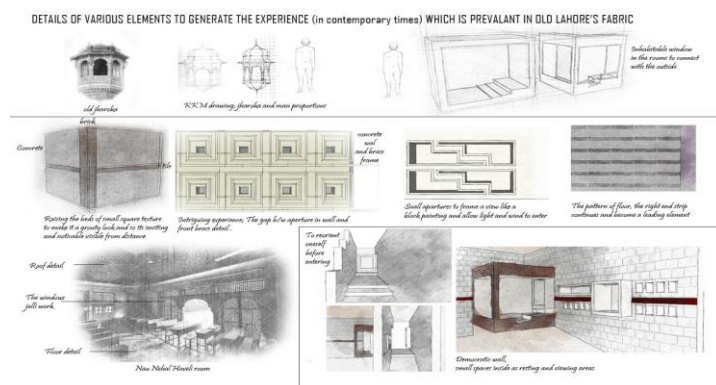 DETAILS OF VARIOUS ELEMENTS TO GENERATE THE EXPERIENCE (in contemporary times) WHICH IS PREVALANT IN OLD LAHORE'S FABRIC
old jharoka
KKM drawing; jharoka and man proportions
Inhabitable window
in the rooms to connect
with the outside
brick
Concrete
tile
Raising the beds of small square texture
to make it a grouty look and so its inviting
and noticable visible from distance
concrete
wal
and brass
frame
Intriguing experience; The gap b/w aperture in wall and
front brass detail.
Small apartures to frame a view like a
block painting and allow light and wind to enter
The pattern of floor, the right and strip
continues and become a leading element
Roof detail
The windows
jalli work
Floor detail
Nau Nehal Haveli room
To reorient
oneself
before
entering
Democratic wall,
small spaces inside as resting and viewing areas